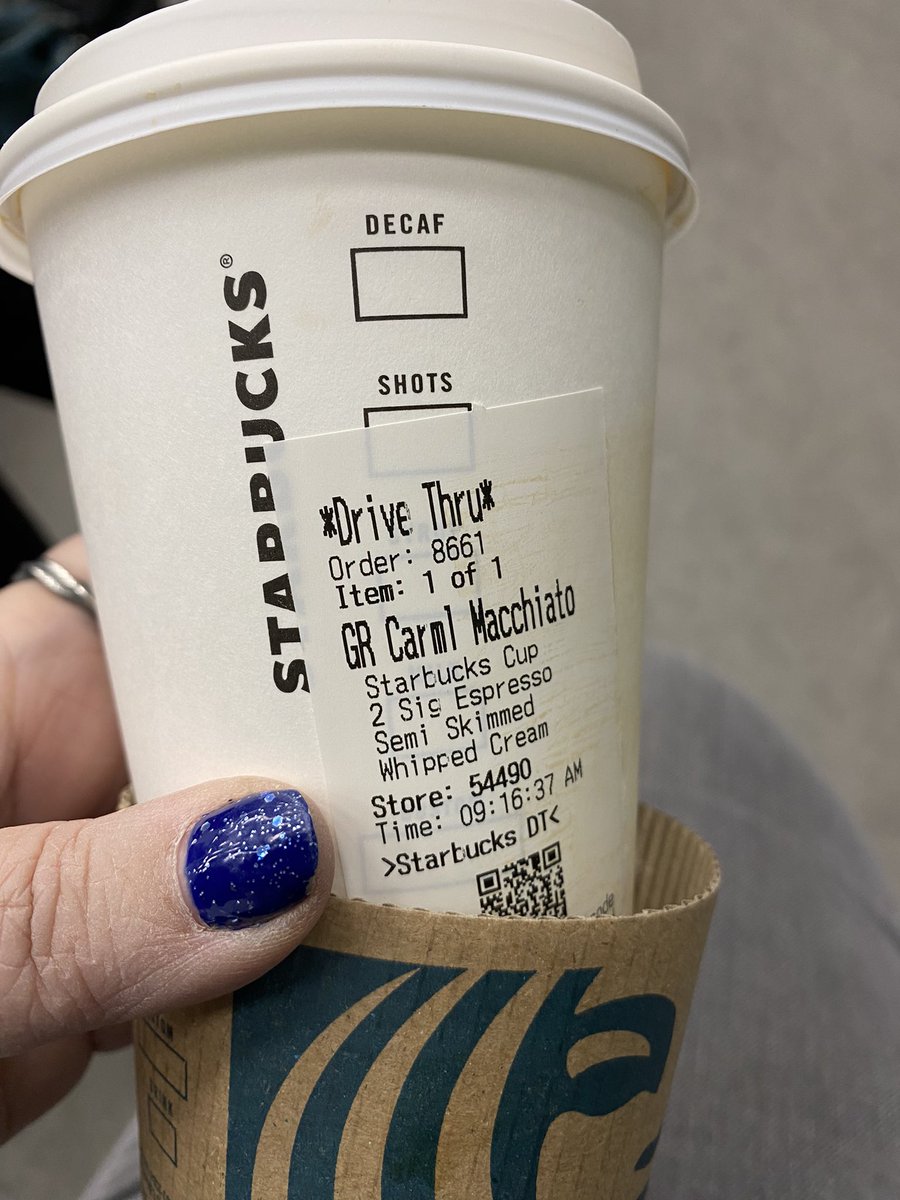 DECAF
SHOTS
STARBUCKS®
*Drive Thru*
Order: 8661
Item: 1 of 1
GR Carml Macchiato
Starbucks Cup
2 Sig Espresso
Semi Skimmed
Whipped Cream
Store: 54490
Time: 09:16:37 AM
>Starbucks DT<
DRINK